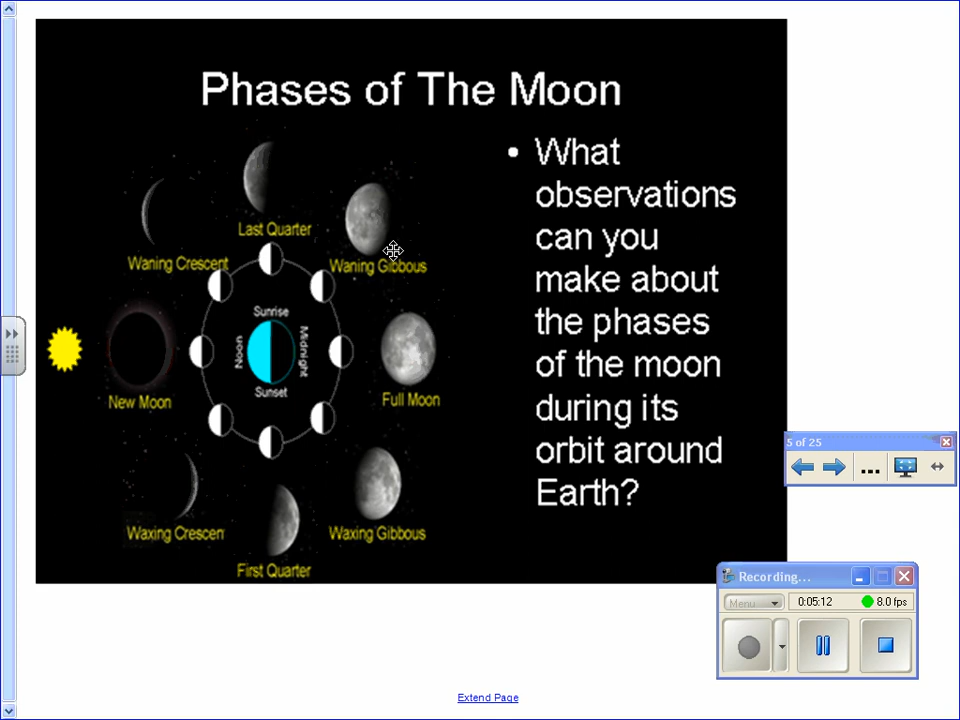 Phases of The Moon
• What
observations
can you
make about
the phases
of the moon
during its
orbit around
Earth?
Last Quarter
Waning Crescent
Waning Gibbous
Sunrise
Noon
Midnight
Sunset
New Moon
Full Moon
Waxing Crescen
Waxing Gibbous
First Quarter
5 of 25
...
Recording...
Menu
0:05:12
8.0 fps
Extend Page